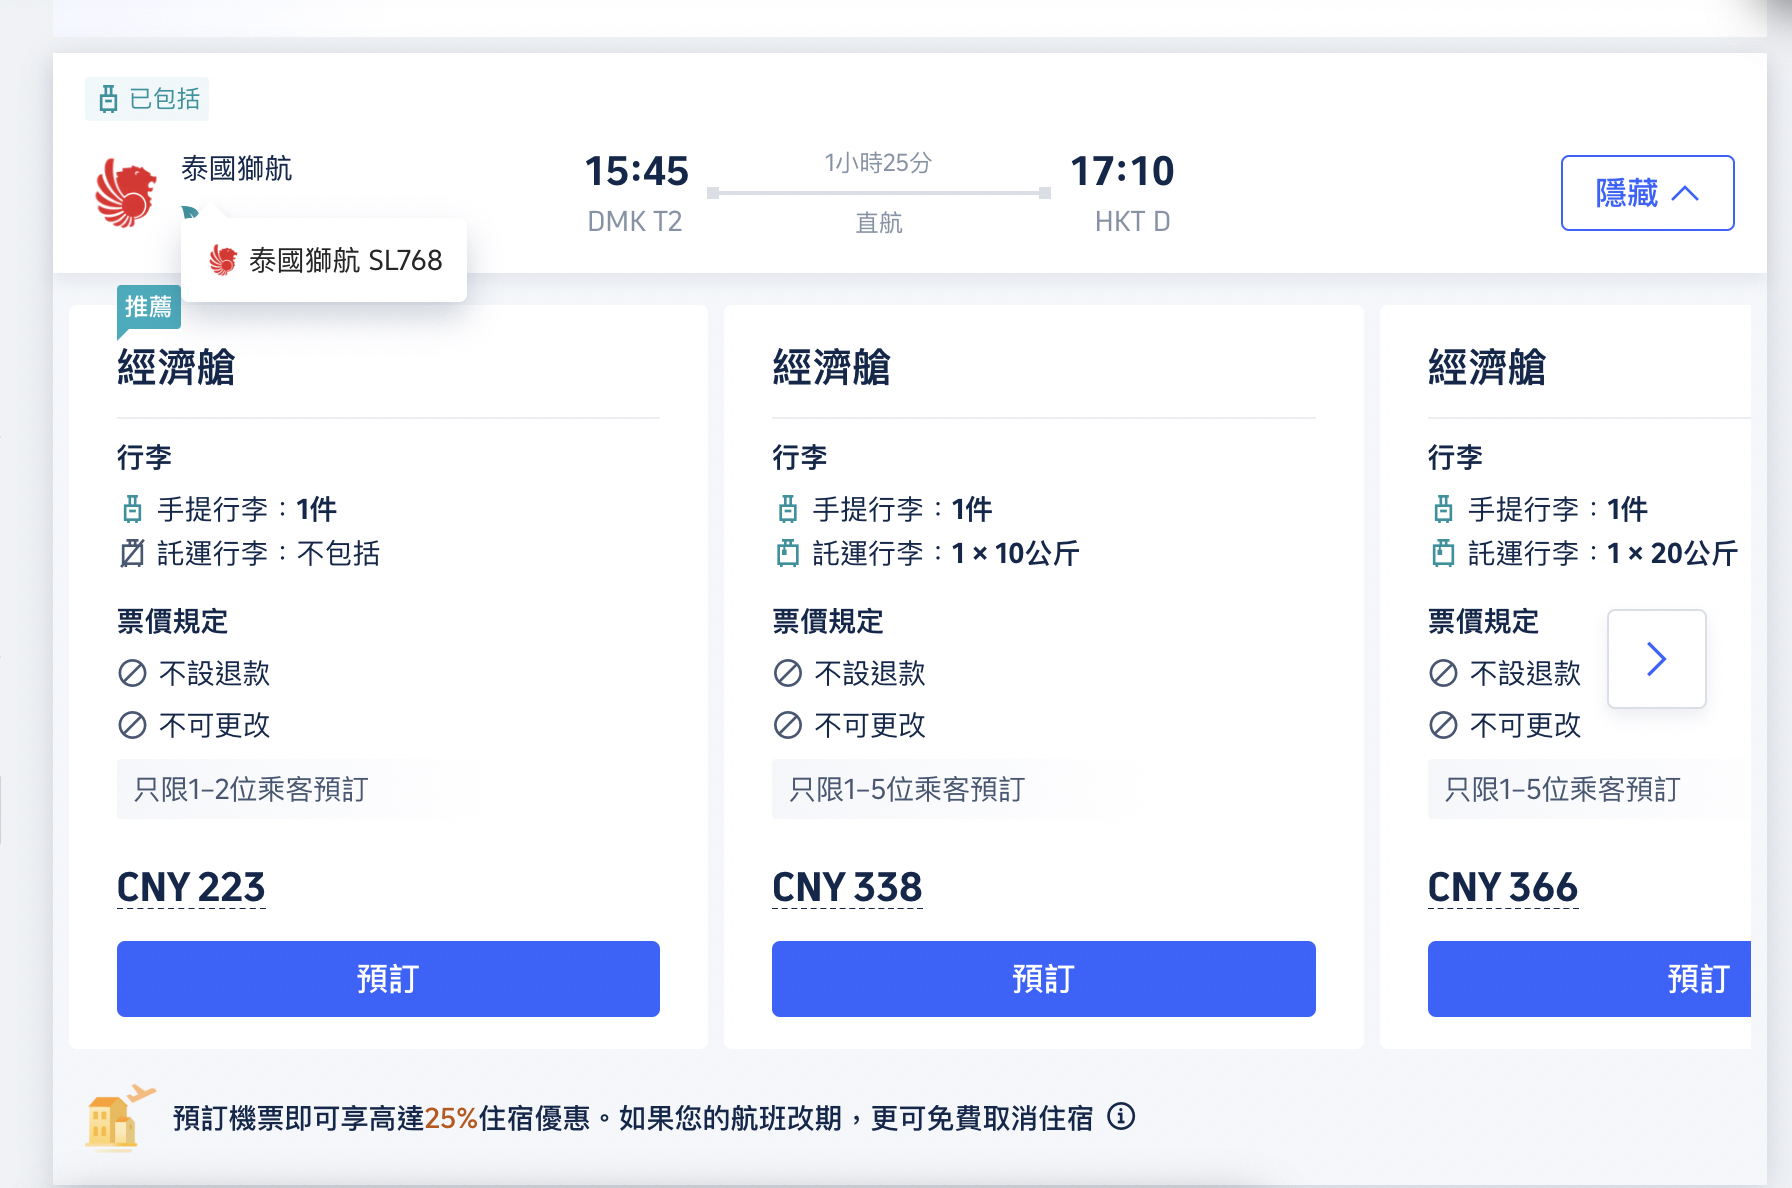 已包括
泰國獅航
15:45
1小時25分
17:10
DMK T2
直航
HKT D
隱藏
泰國獅航 SL768
推薦
經濟艙
行李
手提行李：1件
託運行李：不包括
票價規定
不設退款
不可更改
只限1–2位乘客預訂
CNY 223
預訂
經濟艙
行李
手提行李：1件
託運行李：1 × 10公斤
票價規定
不設退款
不可更改
只限1–5位乘客預訂
CNY 338
預訂
經濟艙
行李
手提行李：1件
託運行李：1 × 20公斤
票價規定
不設退款
不可更改
只限1–5位乘客預訂
CNY 366
預訂
預訂機票即可享高達25%住宿優惠。如果您的航班改期，更可免費取消住宿